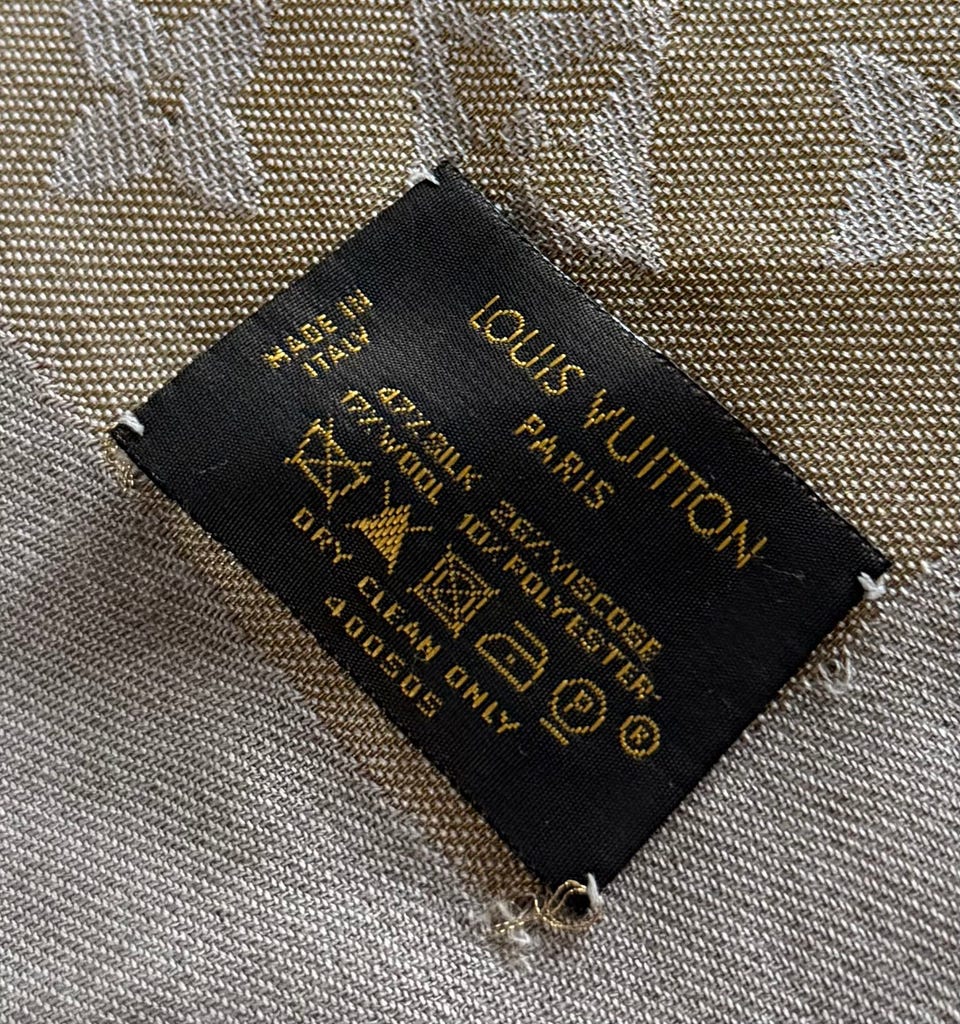 LOUIS VUITTON
PARIS
MADE IN
ITALY
47% SILK 26% VISCOSE
17% WOOL 10% POLYESTER
P ®
DRY CLEAN ONLY
400505